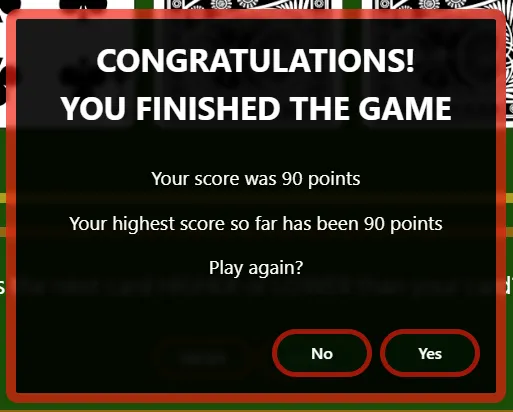 CONGRATULATIONS!
YOU FINISHED THE GAME
Your score was 90 points
Your highest score so far has been 90 points
Play again?
No
Yes